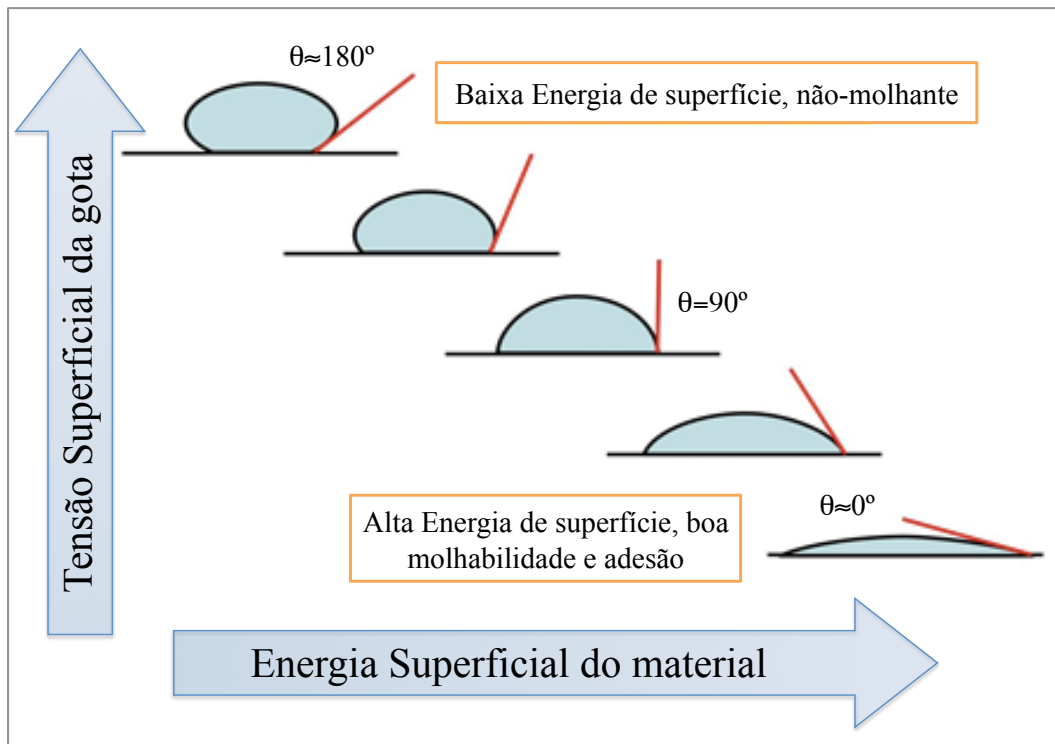 Tensão Superficial da gota
θ≈180º
Baixa Energia de superfície, não-molhante
θ=90º
Alta Energia de superfície, boa
molhabilidade e adesão
θ≈0º
Energia Superficial do material